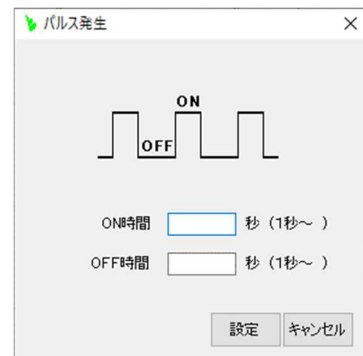 パルス発生
ON
OFF
ON時間 秒 (1秒～ )
OFF時間 秒 (1秒～ )
設定 キャンセル